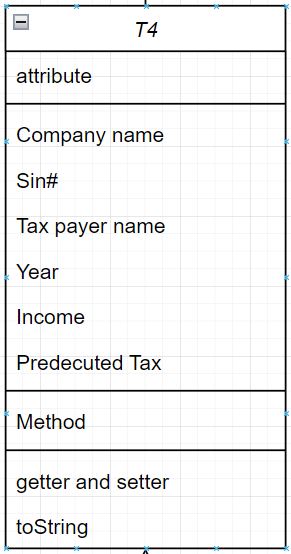 T4
attribute
Company name
Sin#
Tax payer name
Year
Income
Predecuted Tax
Method
getter and setter
toString